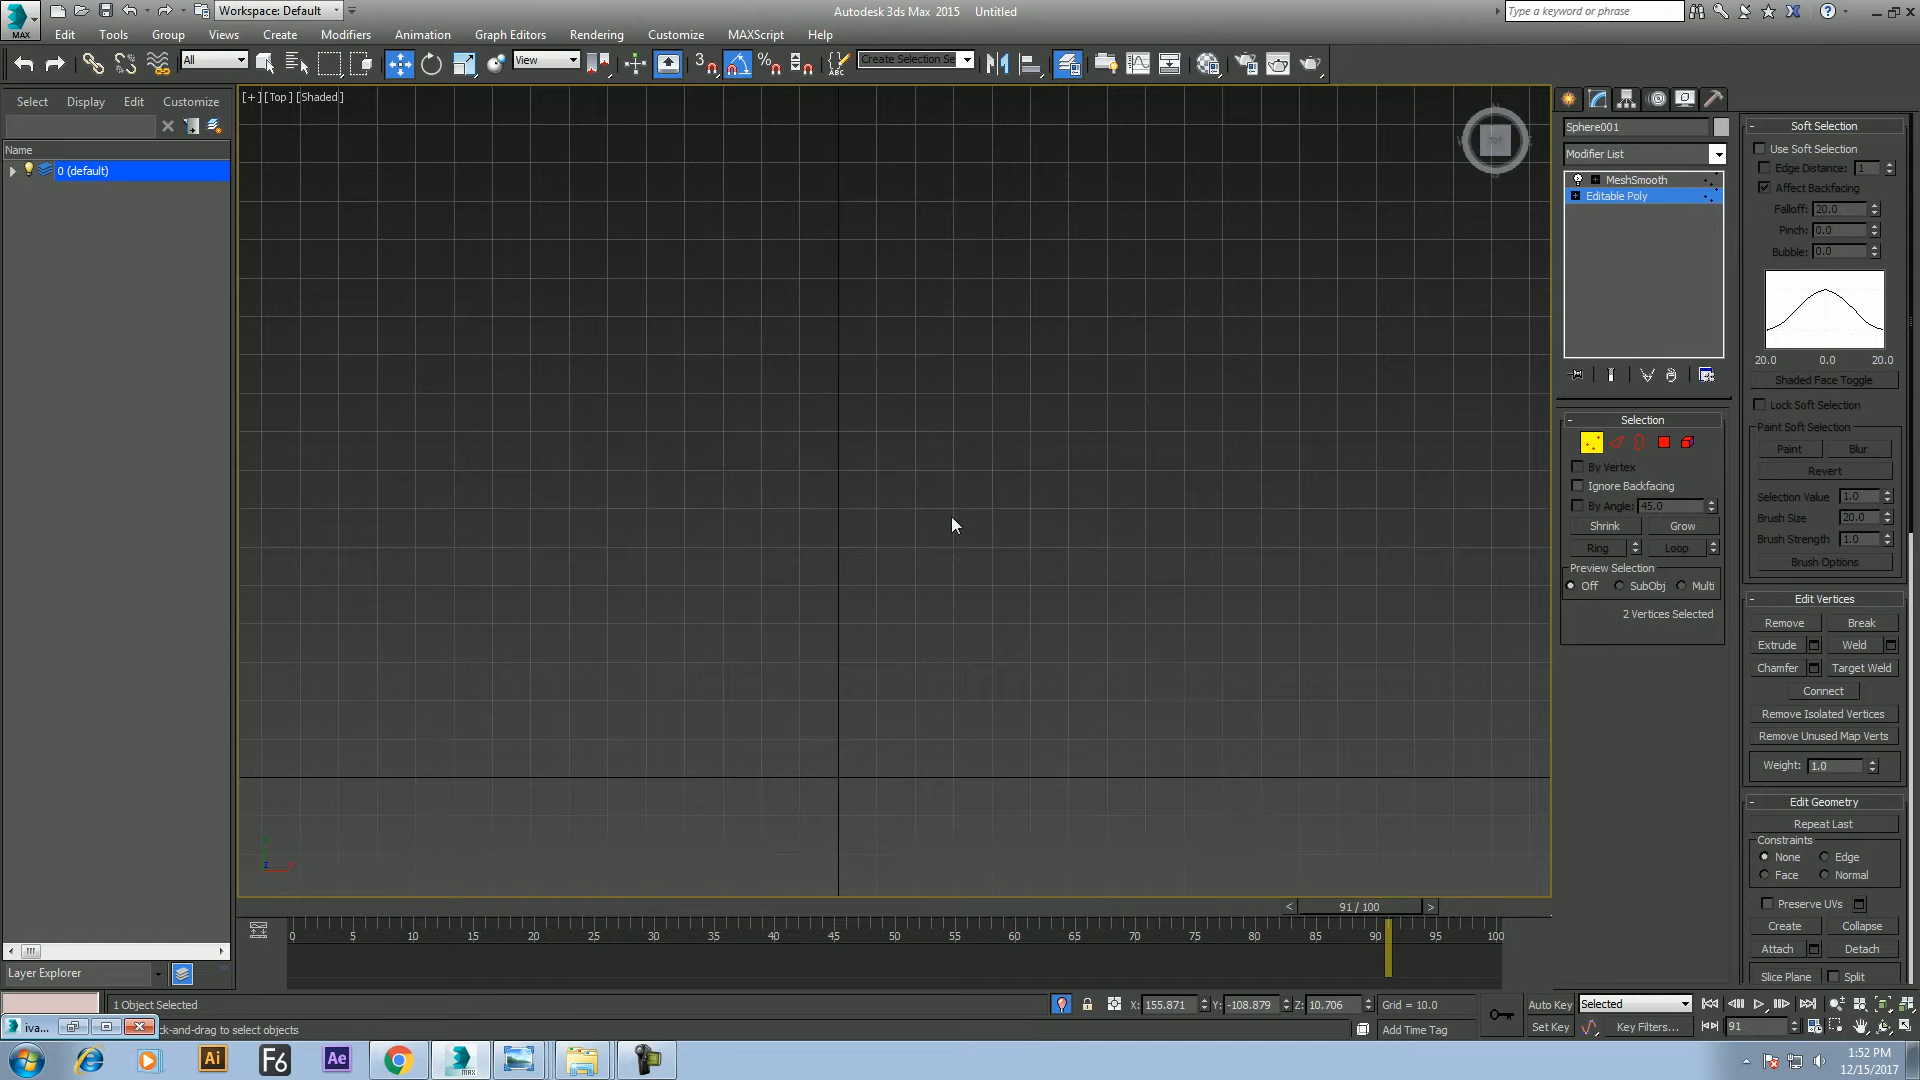 Workspace: Default
Autodesk 3ds Max 2015 Untitled
Type a keyword or phrase
MAX
Edit Tools Group Views Create Modifiers Animation Graph Editors Rendering Customize MAXScript Help
All
View
3
%
ABC
Create Selection Se
Select Display Edit Customize
Name
0 (default)
[+] [Top] [Shaded]
TOP
Sphere001
Modifier List
MeshSmooth
Editable Poly
Selection
By Vertex
Ignore Backfacing
By Angle: 45.0
Shrink Grow
Ring Loop
Preview Selection
Off SubObj Multi
2 Vertices Selected
Soft Selection
Use Soft Selection
Edge Distance: 1
Affect Backfacing
Falloff: 20.0
Pinch: 0.0
Bubble: 0.0
20.0 0.0 20.0
Shaded Face Toggle
Lock Soft Selection
Paint Soft Selection
Paint Blur
Revert
Selection Value 1.0
Brush Size 20.0
Brush Strength 1.0
Brush Options
Edit Vertices
Remove Break
Extrude Weld
Chamfer Target Weld
Connect
Remove Isolated Vertices
Remove Unused Map Verts
Weight: 1.0
Edit Geometry
Repeat Last
Constraints
None Edge
Face Normal
Preserve UVs
Create Collapse
Attach Detach
Slice Plane Split
z x
< 91 / 100 >
0 5 10 15 20 25 30 35 40 45 50 55 60 65 70 75 80 85 90 95 100
Layer Explorer
1 Object Selected
X: 155.871 Y: -108.879 Z: 10.706 Grid = 10.0
Auto Key Selected
iva...
ck-and-drag to select objects
Add Time Tag
Set Key Key Filters... 91
Ai F6 Ae MAX
1:52 PM
12/15/2017